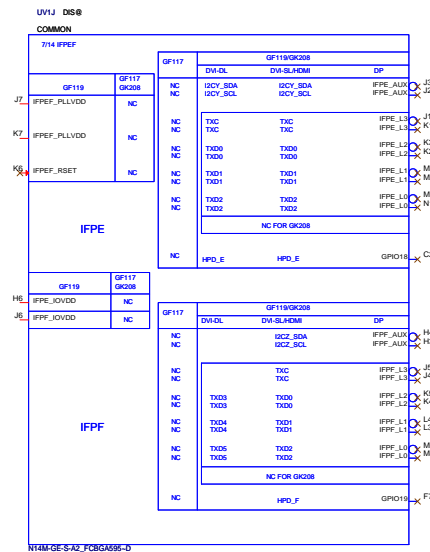 UV1J DIS@
COMMON
7/14 IFPEF
GF117 GF119/GK208
DVI-DL DVI-SL/HDMI DP
GF119 GF117 GK208
NC I2CY_SDA I2CY_SDA IFPE_AUX
NC I2CY_SCL I2CY_SCL IFPE_AUX
J7 IFPEF_PLLVDD NC
NC TXC TXC IFPE_L3
NC TXC TXC IFPE_L3
K7 IFPEF_PLLVDD NC
NC TXD0 TXD0 IFPE_L2
NC TXD0 TXD0 IFPE_L2
K6 IFPEF_RSET NC
NC TXD1 TXD1 IFPE_L1
NC TXD1 TXD1 IFPE_L1
NC TXD2 TXD2 IFPE_L0
NC TXD2 TXD2 IFPE_L0
NC FOR GK208
IFPE
NC HPD_E HPD_E GPIO18
GF119 GF117 GK208
H6 IFPE_IOVDD NC
J6 IFPF_IOVDD NC
GF117 GF119/GK208
DVI-DL DVI-SL/HDMI DP
NC I2CZ_SDA IFPF_AUX
NC I2CZ_SCL IFPF_AUX
NC TXC IFPF_L3
NC TXC IFPF_L3
NC TXD3 TXD0 IFPF_L2
NC TXD3 TXD0 IFPF_L2
NC TXD4 TXD1 IFPF_L1
NC TXD4 TXD1 IFPF_L1
IFPF
NC TXD5 TXD2 IFPF_L0
NC TXD5 TXD2 IFPF_L0
NC FOR GK208
NC HPD_F GPIO19
N14M-GE-S-A2_FCBGA595~D